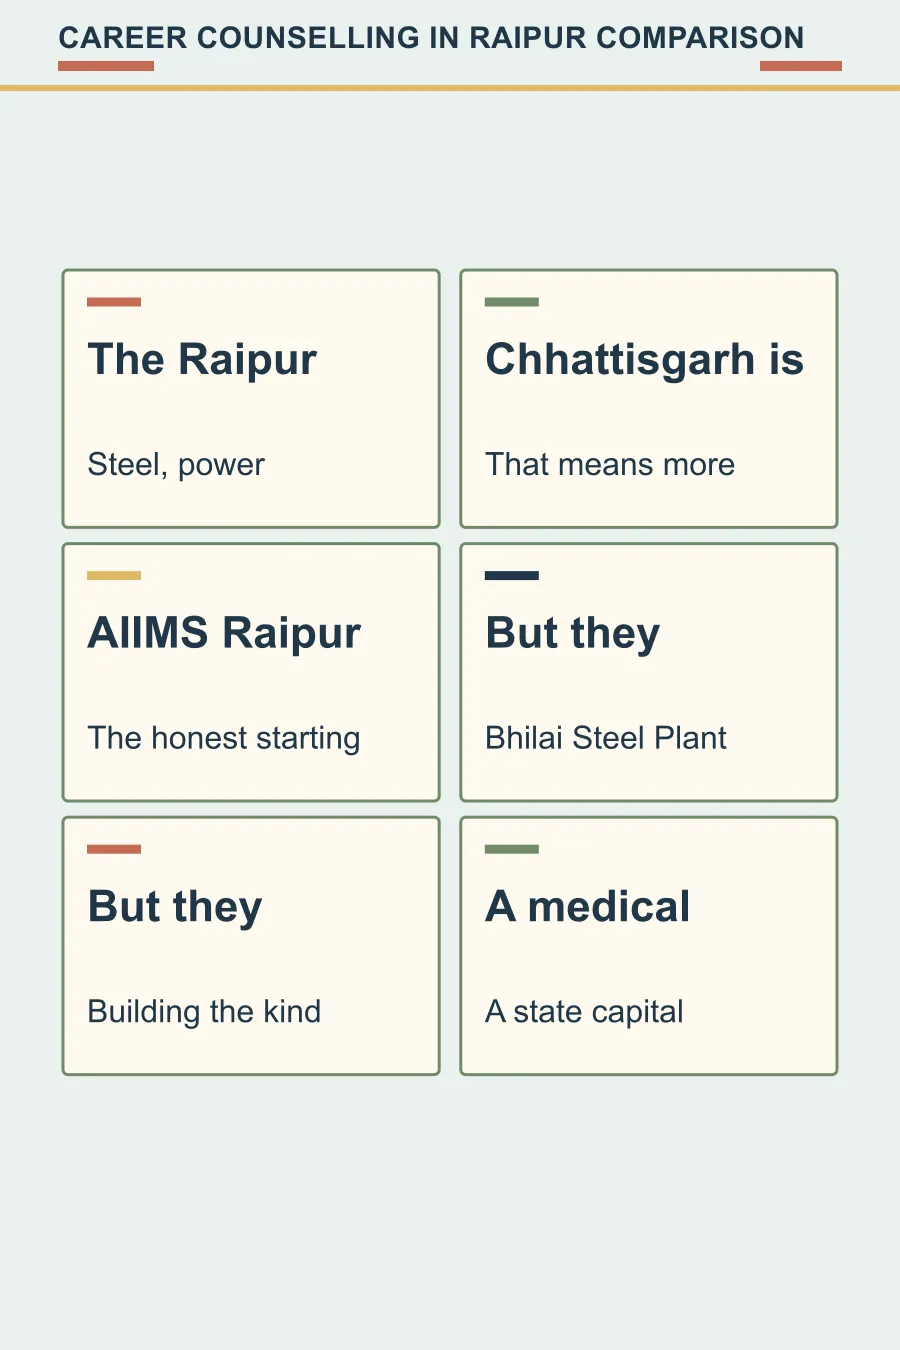 CAREER COUNSELLING IN RAIPUR COMPARISON
The Raipur
Steel, power
Chhattisgarh is
That means more
AIIMS Raipur
The honest starting
But they
Bhilai Steel Plant
But they
Building the kind
A medical
A state capital